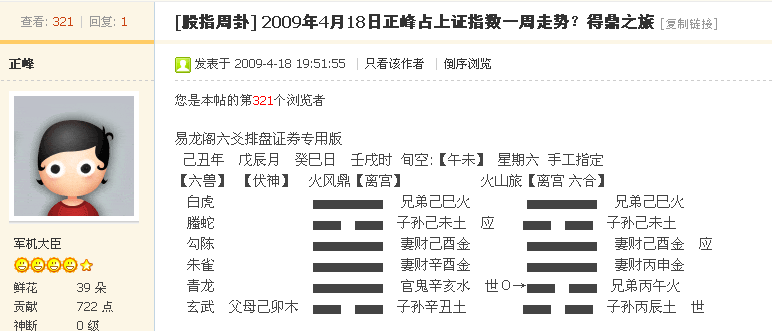 查看: 321 | 回复: 1
[股指周卦] 2009年4月18日正峰占上证指数一周走势？得鼎之旅 [复制链接]
正峰
发表于 2009-4-18 19:51:55 | 只看该作者 | 倒序浏览
您是本帖的第321个浏览者
易龙阁六爻排盘证券专用版
己丑年 戊辰月 癸巳日 壬戌时 旬空:【午未】 星期六 手工指定
【六兽】 【伏神】 火风鼎【离宫】 火山旅【离宫 六合】
白虎 兄弟己巳火 兄弟己巳火
螣蛇 子孙己未土 应 子孙己未土
勾陈 妻财己酉金 妻财己酉金 应
朱雀 妻财辛酉金 妻财丙申金
青龙 官鬼辛亥水 世○→ 兄弟丙午火
玄武 父母己卯木 子孙辛丑土 子孙丙辰土 世
军机大臣
鲜花 39 朵
贡献 722 点
神断 0 级